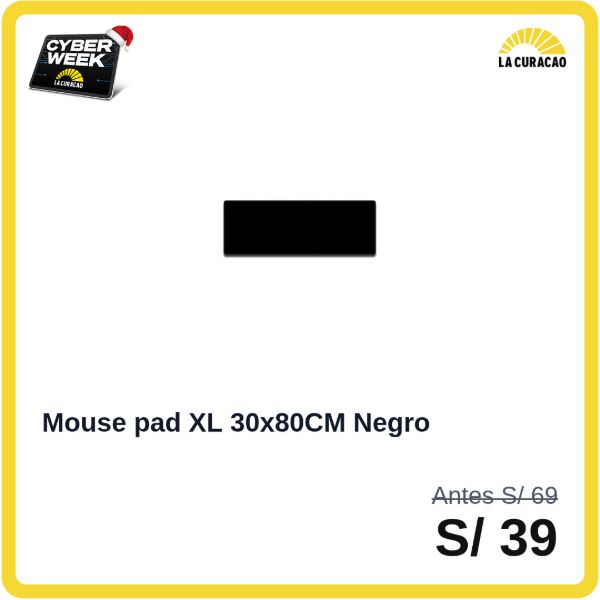 CYBER
WEEK
LA CURACAO
LA CURACAO
Mouse pad XL 30x80CM Negro
Antes S/ 69
S/ 39